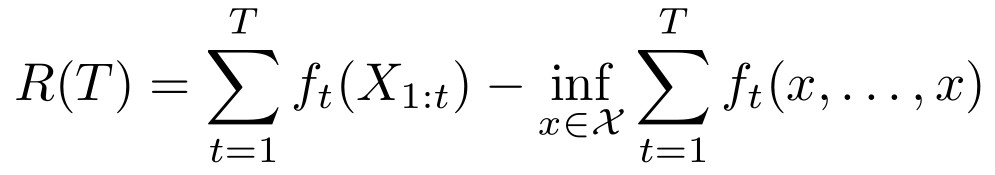 R(T) = \sum_{t=1}^{T} f_t(X_{1:t}) - \inf_{x \in \mathcal{X}} \sum_{t=1}^{T} f_t(x, \ldots, x)